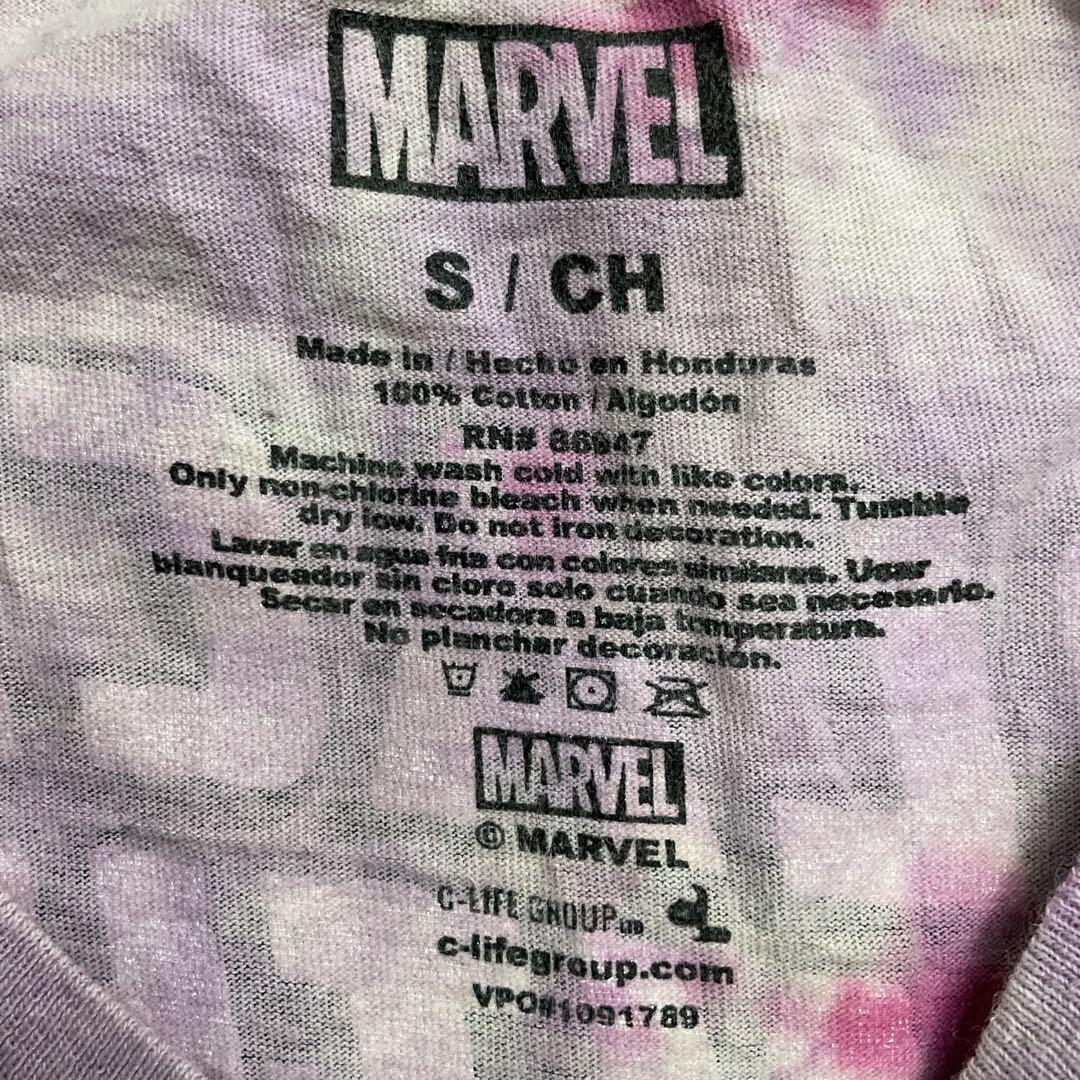 MARVEL
S / CH
Made in / Hecho en Honduras
100% Cotton / Algodón
RN# 86947
Machine wash cold with like colors.
Only non-chlorine bleach when needed. Tumble
dry low. Do not iron decoration.
Lavar en agua fria con colores similares. Usar
blanqueador sin cloro solo cuando sea necesario.
Secar en secadora a baja temperatura.
No planchar decoración.
MARVEL
© MARVEL
C-LIFE GROUP LTD
c-lifegroup.com
VPO#1091789